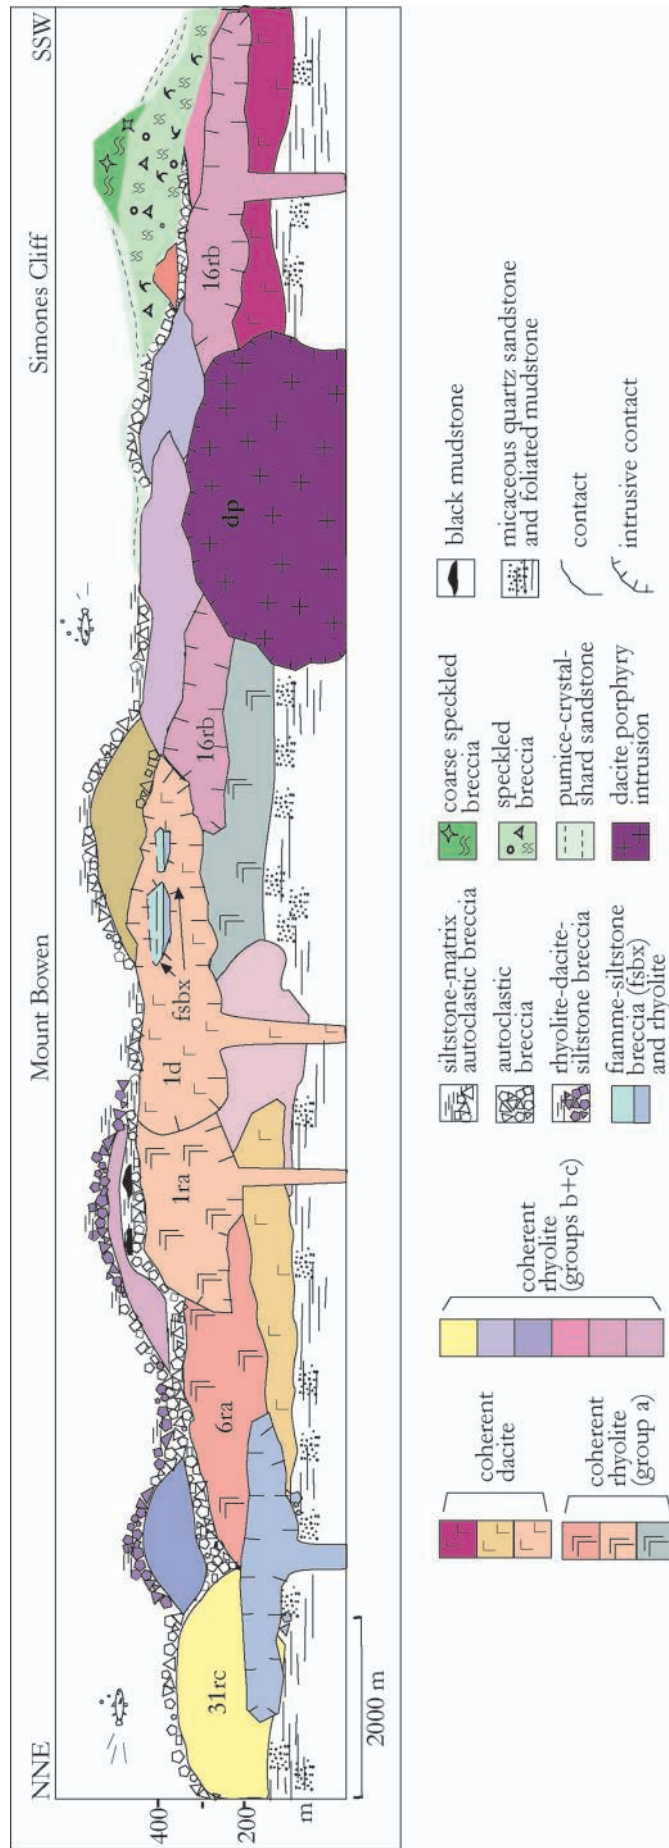 NNE
Mount Bowen
Simones Cliff
SSW
400
200
m
31rc
6ra
1ra
1d
fsbx
16rb
dp
16rb
2000 m
coherent
dacite
coherent
rhyolite
(group a)
coherent
rhyolite
(groups b+c)
siltstone-matrix
autoclastic breccia
autoclastic
breccia
rhyolite-dacite-
siltstone breccia
fiamme-siltstone
breccia (fsbx)
and rhyolite
coarse speckled
breccia
speckled
breccia
pumice-crystal-
shard sandstone
dacite porphyry
intrusion
black mudstone
micaceous quartz sandstone
and foliated mudstone
contact
intrusive contact